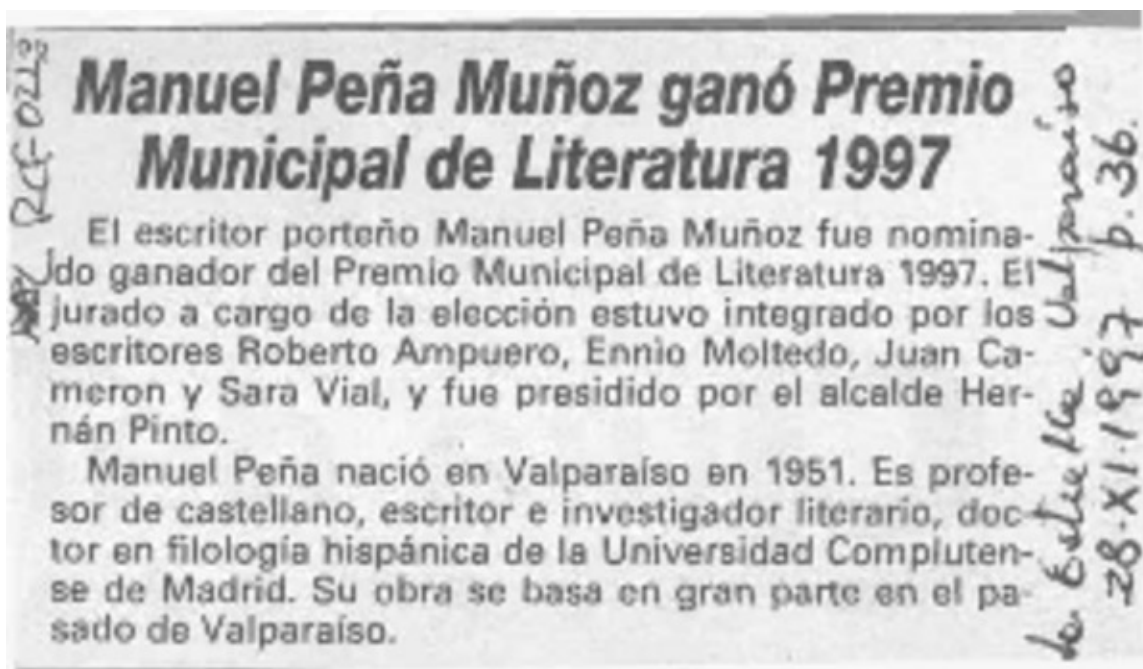 Manuel Peña Muñoz ganó Premio
Municipal de Literatura 1997
El escritor porteño Manuel Peña Muñoz fue nomina-
do ganador del Premio Municipal de Literatura 1997. El
jurado a cargo de la elección estuvo integrado por los
escritores Roberto Ampuero, Ennio Moltedo, Juan Ca-
meron y Sara Vial, y fue presidido por el alcalde Her-
nán Pinto.
Manuel Peña nació en Valparaíso en 1951. Es profe-
sor de castellano, escritor e investigador literario, doc-
tor en filología hispánica de la Universidad Compluten-
se de Madrid. Su obra se basa en gran parte en el pa-
sado de Valparaíso.
La Estrella Valparaíso
28-XI-1997 p. 36.